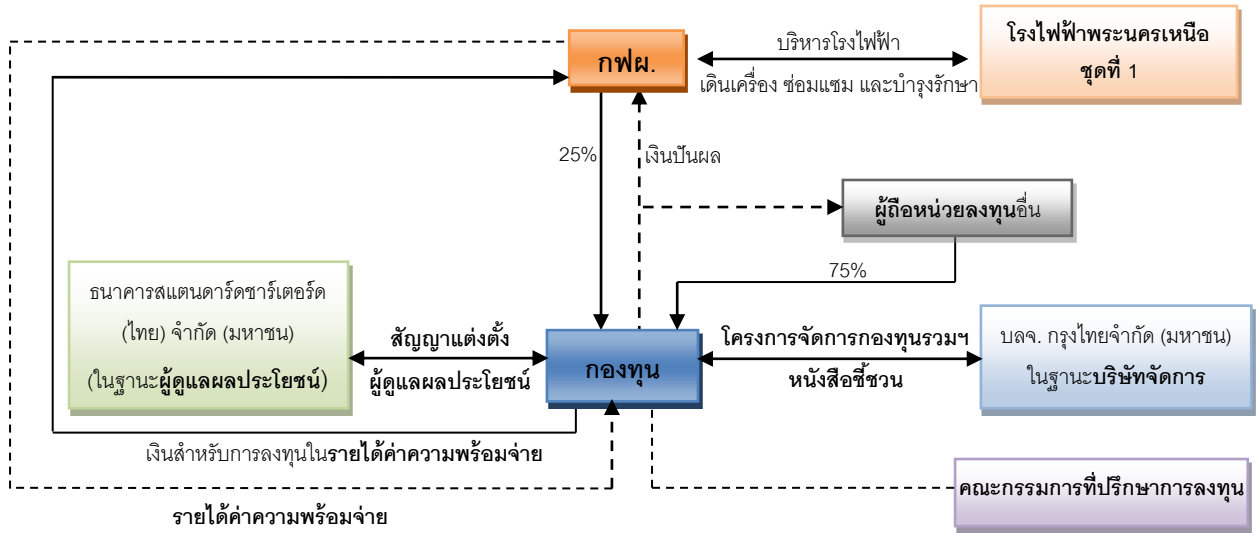 กฟผ.
บริหารโรงไฟฟ้า
เดินเครื่อง ซ่อมแซม และบำรุงรักษา
โรงไฟฟ้าพระนครเหนือ
ชุดที่ 1
25%
เงินปันผล
ผู้ถือหน่วยลงทุนอื่น
75%
ธนาคารสแตนดาร์ดชาร์เตอร์ด
(ไทย) จำกัด (มหาชน)
(ในฐานะผู้ดูแลผลประโยชน์)
สัญญาแต่งตั้ง
ผู้ดูแลผลประโยชน์
กองทุน
โครงการจัดการกองทุนรวมฯ
หนังสือชี้ชวน
บลจ. กรุงไทยจำกัด (มหาชน)
ในฐานะบริษัทจัดการ
เงินสำหรับการลงทุนในรายได้ค่าความพร้อมจ่าย
คณะกรรมการที่ปรึกษาการลงทุน
รายได้ค่าความพร้อมจ่าย